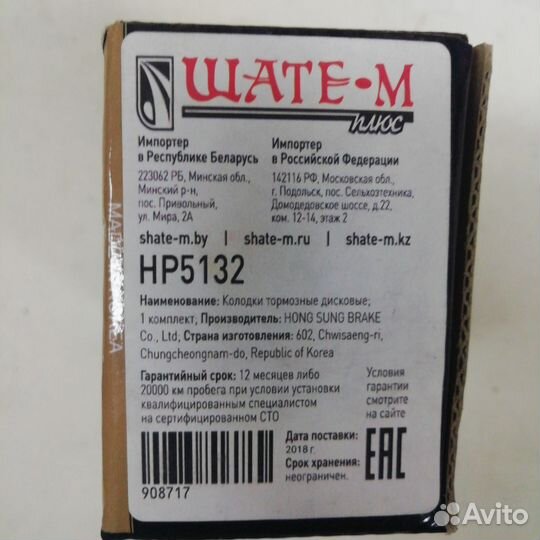 ШАТЕ-М
плюс
Импортер
в Республике Беларусь
223062 РБ, Минская обл.,
Минский р-н,
пос. Привольный,
ул. Мира, 2А
Импортер
в Российской Федерации
142116 РФ, Московская обл.,
г. Подольск, пос. Сельхозтехника,
Домодедовское шоссе, д.22,
ком. 12-14, этаж 2
shate-m.by | shate-m.ru | shate-m.kz
HP5132
Наименование: Колодки тормозные дисковые;
1 комплект; Производитель: HONG SUNG BRAKE
Co., Ltd; Страна изготовления: 602, Chwisaeng-ri,
Chungcheongnam-do, Republic of Korea
Гарантийный срок: 12 месяцев либо
20000 км пробега при условии установки
квалифицированным специалистом
на сертифицированном СТО
Условия
гарантии
смотрите
на сайте
908717
Дата поставки:
2018 г.
Срок хранения:
неограничен.
EAC
Avito